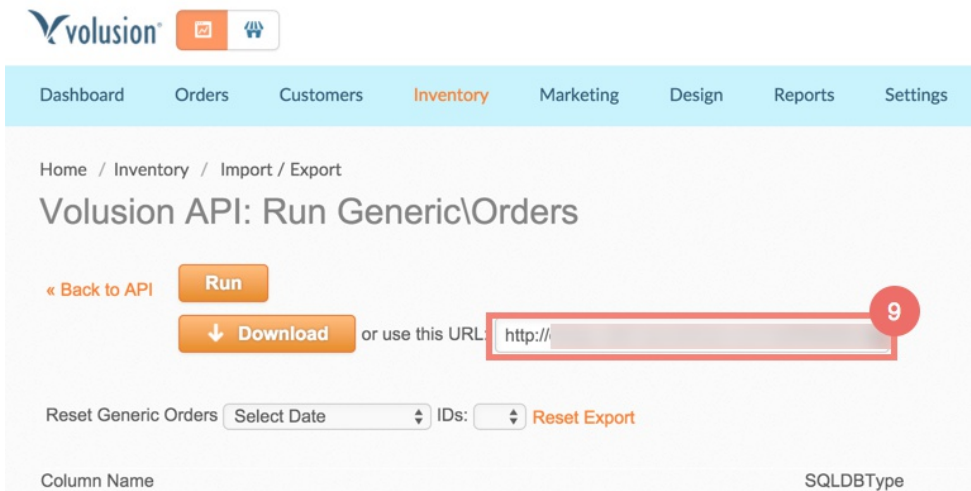 volusion
Dashboard Orders Customers Inventory Marketing Design Reports Settings
Home / Inventory / Import / Export
Volusion API: Run Generic\Orders
« Back to API Run
Download or use this URL: http://
9
Reset Generic Orders Select Date IDs: Reset Export
Column Name SQLDBType